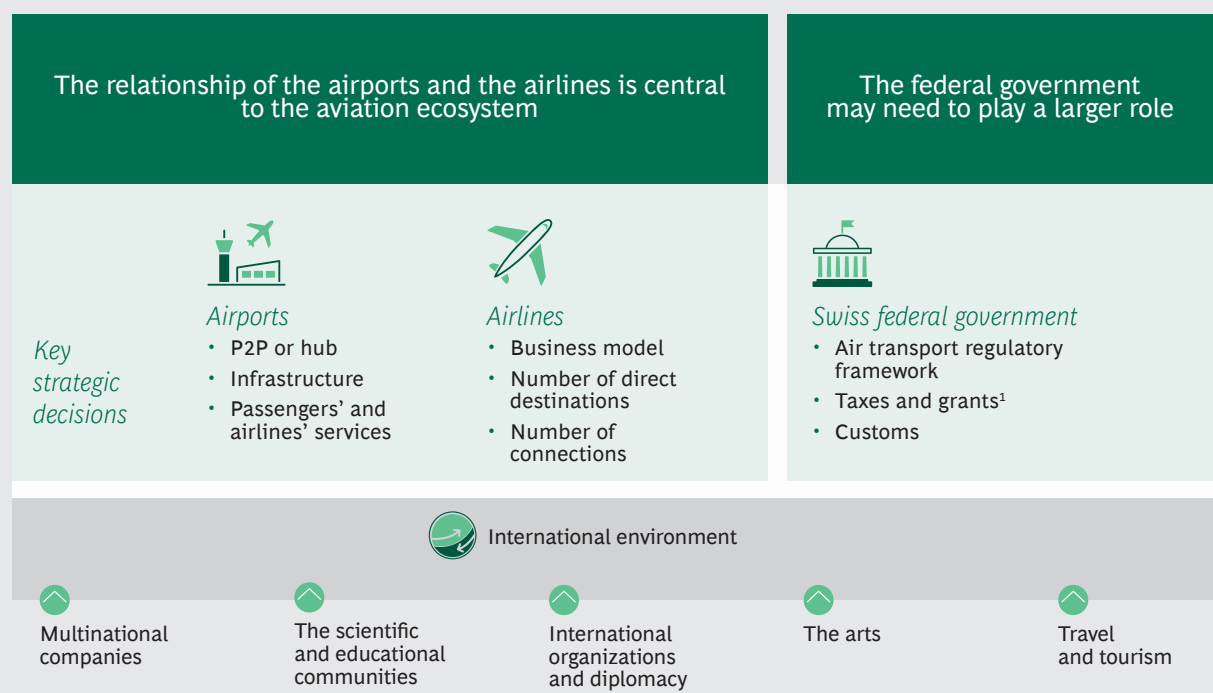 The relationship of the airports and the airlines is central
to the aviation ecosystem
The federal government
may need to play a larger role
Key
strategic
decisions
Airports
• P2P or hub
• Infrastructure
• Passengers’ and
airlines’ services
Airlines
• Business model
• Number of direct
destinations
• Number of
connections
Swiss federal government
• Air transport regulatory
framework
• Taxes and grants¹
• Customs
International environment
Multinational
companies
The scientific
and educational
communities
International
organizations
and diplomacy
The arts
Travel
and tourism